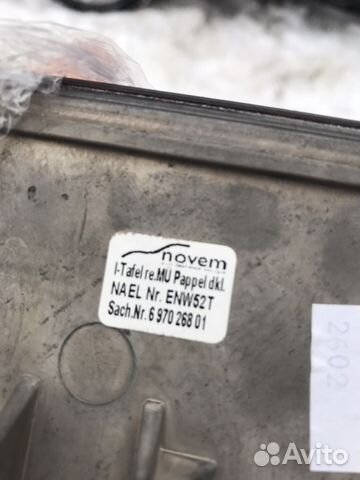 novem
I-Tafel re.MU Pappel dkl.
NAEL Nr. ENW52T
Sach.Nr. 6 970 268 01
2602
Avito